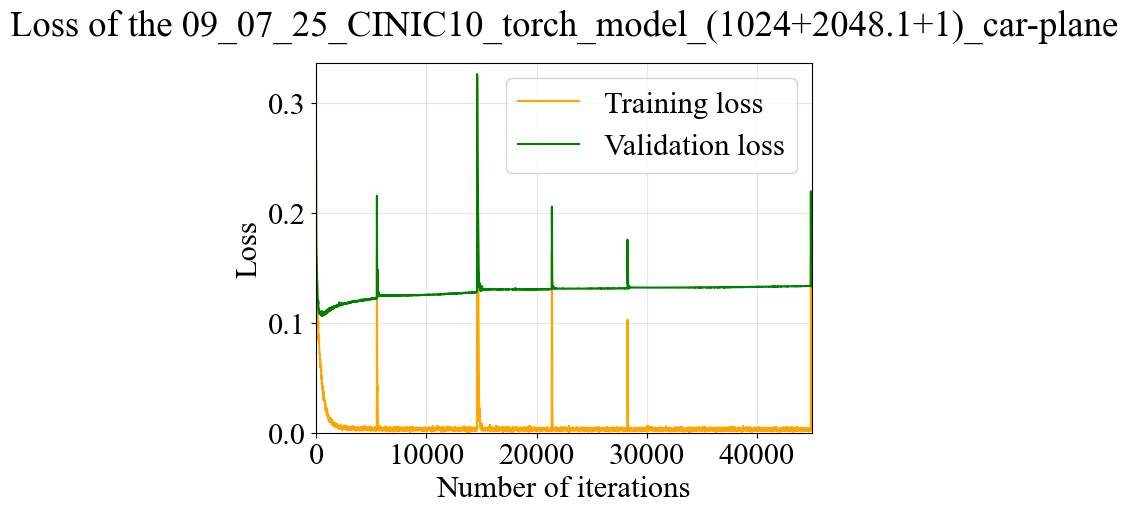 Loss of the 09_07_25_CINIC10_torch_model_(1024+2048.1+1)_car-plane
Training loss
Validation loss
Loss
0.3
0.2
0.1
0.0
0 10000 20000 30000 40000
Number of iterations